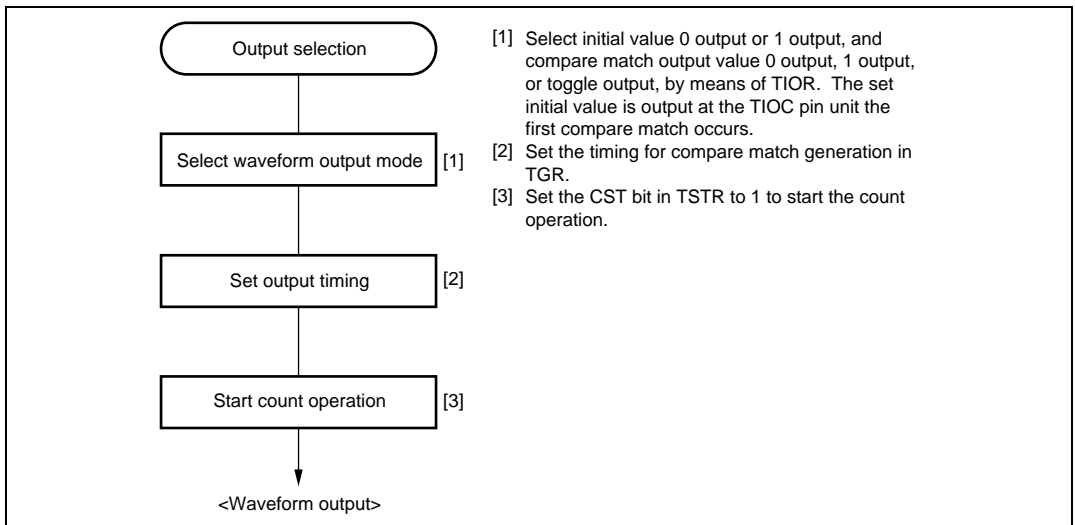 Output selection
Select waveform output mode [1]
Set output timing [2]
Start count operation [3]
<Waveform output>
[1] Select initial value 0 output or 1 output, and
compare match output value 0 output, 1 output,
or toggle output, by means of TIOR. The set
initial value is output at the TIOC pin unit the
first compare match occurs.
[2] Set the timing for compare match generation in
TGR.
[3] Set the CST bit in TSTR to 1 to start the count
operation.